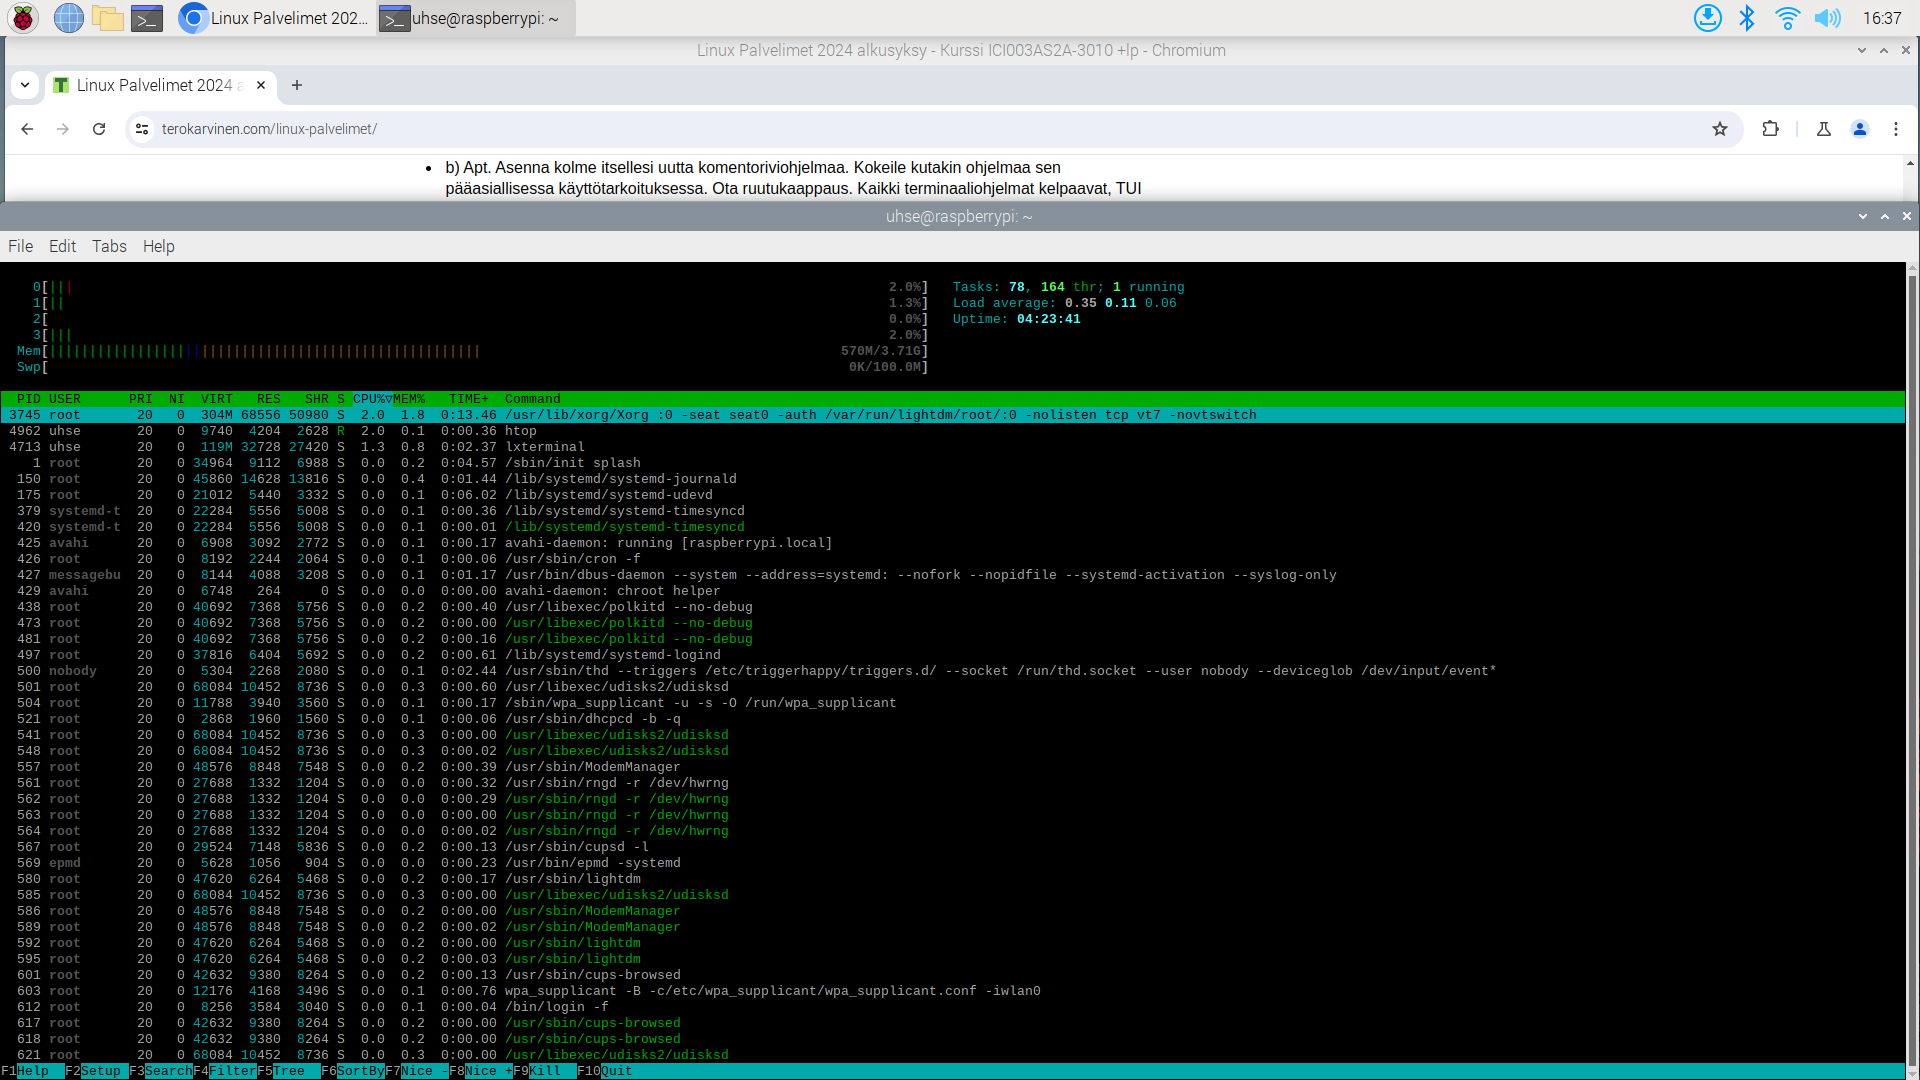 Linux Palvelimet 202... uhse@raspberrypi: ~ 16:37
Linux Palvelimet 2024 alkusyksy - Kurssi ICI003AS2A-3010 +lp - Chromium
Linux Palvelimet 2024 a
terokarvinen.com/linux-palvelimet/
• b) Apt. Asenna kolme itsellesi uutta komentoriviohjelmaa. Kokeile kutakin ohjelmaa sen
pääasiallisessa käyttötarkoituksessa. Ota ruutukaappaus. Kaikki terminaaliohjelmat kelpaavat, TUI
uhse@raspberrypi: ~
File Edit Tabs Help
0[||| 2.0%] Tasks: 78, 164 thr; 1 running
1[|| 1.3%] Load average: 0.35 0.11 0.06
2[ 0.0%] Uptime: 04:23:41
3[||| 2.0%]
Mem[|||||||||||||||||||||||||||||||||||||||||||||||||||||| 570M/3.71G]
Swp[ 0K/100.0M]
PID USER PRI NI VIRT RES SHR S CPU%▽MEM% TIME+ Command
3745 root 20 0 304M 68556 50980 S 2.0 1.8 0:13.46 /usr/lib/xorg/Xorg :0 -seat seat0 -auth /var/run/lightdm/root/:0 -nolisten tcp vt7 -novtswitch
4962 uhse 20 0 9740 4204 2628 R 2.0 0.1 0:00.36 htop
4713 uhse 20 0 119M 32728 27420 S 1.3 0.8 0:02.37 lxterminal
1 root 20 0 34964 9112 6988 S 0.0 0.2 0:04.57 /sbin/init splash
150 root 20 0 45860 14628 13816 S 0.0 0.4 0:01.44 /lib/systemd/systemd-journald
175 root 20 0 21012 5440 3332 S 0.0 0.1 0:06.02 /lib/systemd/systemd-udevd
379 systemd-t 20 0 22284 5556 5008 S 0.0 0.1 0:00.36 /lib/systemd/systemd-timesyncd
420 systemd-t 20 0 22284 5556 5008 S 0.0 0.1 0:00.01 /lib/systemd/systemd-timesyncd
425 avahi 20 0 6908 3092 2772 S 0.0 0.1 0:00.17 avahi-daemon: running [raspberrypi.local]
426 root 20 0 8192 2244 2064 S 0.0 0.1 0:00.06 /usr/sbin/cron -f
427 messagebu 20 0 8144 4088 3208 S 0.0 0.1 0:01.17 /usr/bin/dbus-daemon --system --address=systemd: --nofork --nopidfile --systemd-activation --syslog-only
429 avahi 20 0 6748 264 0 S 0.0 0.0 0:00.00 avahi-daemon: chroot helper
438 root 20 0 40692 7368 5756 S 0.0 0.2 0:00.40 /usr/libexec/polkitd --no-debug
473 root 20 0 40692 7368 5756 S 0.0 0.2 0:00.00 /usr/libexec/polkitd --no-debug
481 root 20 0 40692 7368 5756 S 0.0 0.2 0:00.16 /usr/libexec/polkitd --no-debug
497 root 20 0 37816 6404 5692 S 0.0 0.2 0:00.61 /lib/systemd/systemd-logind
500 nobody 20 0 5304 2268 2080 S 0.0 0.1 0:02.44 /usr/sbin/thd --triggers /etc/triggerhappy/triggers.d/ --socket /run/thd.socket --user nobody --deviceglob /dev/input/event*
501 root 20 0 68084 10452 8736 S 0.0 0.3 0:00.60 /usr/libexec/udisks2/udisksd
504 root 20 0 11788 3940 3560 S 0.0 0.1 0:00.17 /sbin/wpa_supplicant -u -s -O /run/wpa_supplicant
521 root 20 0 2868 1960 1560 S 0.0 0.1 0:00.06 /usr/sbin/dhcpcd -b -q
541 root 20 0 68084 10452 8736 S 0.0 0.3 0:00.00 /usr/libexec/udisks2/udisksd
548 root 20 0 68084 10452 8736 S 0.0 0.3 0:00.02 /usr/libexec/udisks2/udisksd
557 root 20 0 48576 8848 7548 S 0.0 0.2 0:00.39 /usr/sbin/ModemManager
561 root 20 0 27688 1332 1204 S 0.0 0.0 0:00.32 /usr/sbin/rngd -r /dev/hwrng
562 root 20 0 27688 1332 1204 S 0.0 0.0 0:00.29 /usr/sbin/rngd -r /dev/hwrng
563 root 20 0 27688 1332 1204 S 0.0 0.0 0:00.00 /usr/sbin/rngd -r /dev/hwrng
564 root 20 0 27688 1332 1204 S 0.0 0.0 0:00.02 /usr/sbin/rngd -r /dev/hwrng
567 root 20 0 29524 7148 5836 S 0.0 0.2 0:00.13 /usr/sbin/cupsd -l
569 epmd 20 0 5628 1056 904 S 0.0 0.0 0:00.23 /usr/bin/epmd -systemd
580 root 20 0 47620 6264 5468 S 0.0 0.2 0:00.17 /usr/sbin/lightdm
585 root 20 0 68084 10452 8736 S 0.0 0.3 0:00.00 /usr/libexec/udisks2/udisksd
586 root 20 0 48576 8848 7548 S 0.0 0.2 0:00.00 /usr/sbin/ModemManager
589 root 20 0 48576 8848 7548 S 0.0 0.2 0:00.02 /usr/sbin/ModemManager
592 root 20 0 47620 6264 5468 S 0.0 0.2 0:00.00 /usr/sbin/lightdm
595 root 20 0 47620 6264 5468 S 0.0 0.2 0:00.03 /usr/sbin/lightdm
601 root 20 0 42632 9380 8264 S 0.0 0.2 0:00.13 /usr/sbin/cups-browsed
603 root 20 0 12176 4168 3496 S 0.0 0.1 0:00.76 wpa_supplicant -B -c/etc/wpa_supplicant/wpa_supplicant.conf -iwlan0
612 root 20 0 8256 3584 3040 S 0.0 0.1 0:00.04 /bin/login -f
617 root 20 0 42632 9380 8264 S 0.0 0.2 0:00.00 /usr/sbin/cups-browsed
618 root 20 0 42632 9380 8264 S 0.0 0.2 0:00.00 /usr/sbin/cups-browsed
621 root 20 0 68084 10452 8736 S 0.0 0.3 0:00.00 /usr/libexec/udisks2/udisksd
F1Help F2Setup F3SearchF4FilterF5Tree F6SortByF7Nice -F8Nice +F9Kill F10Quit